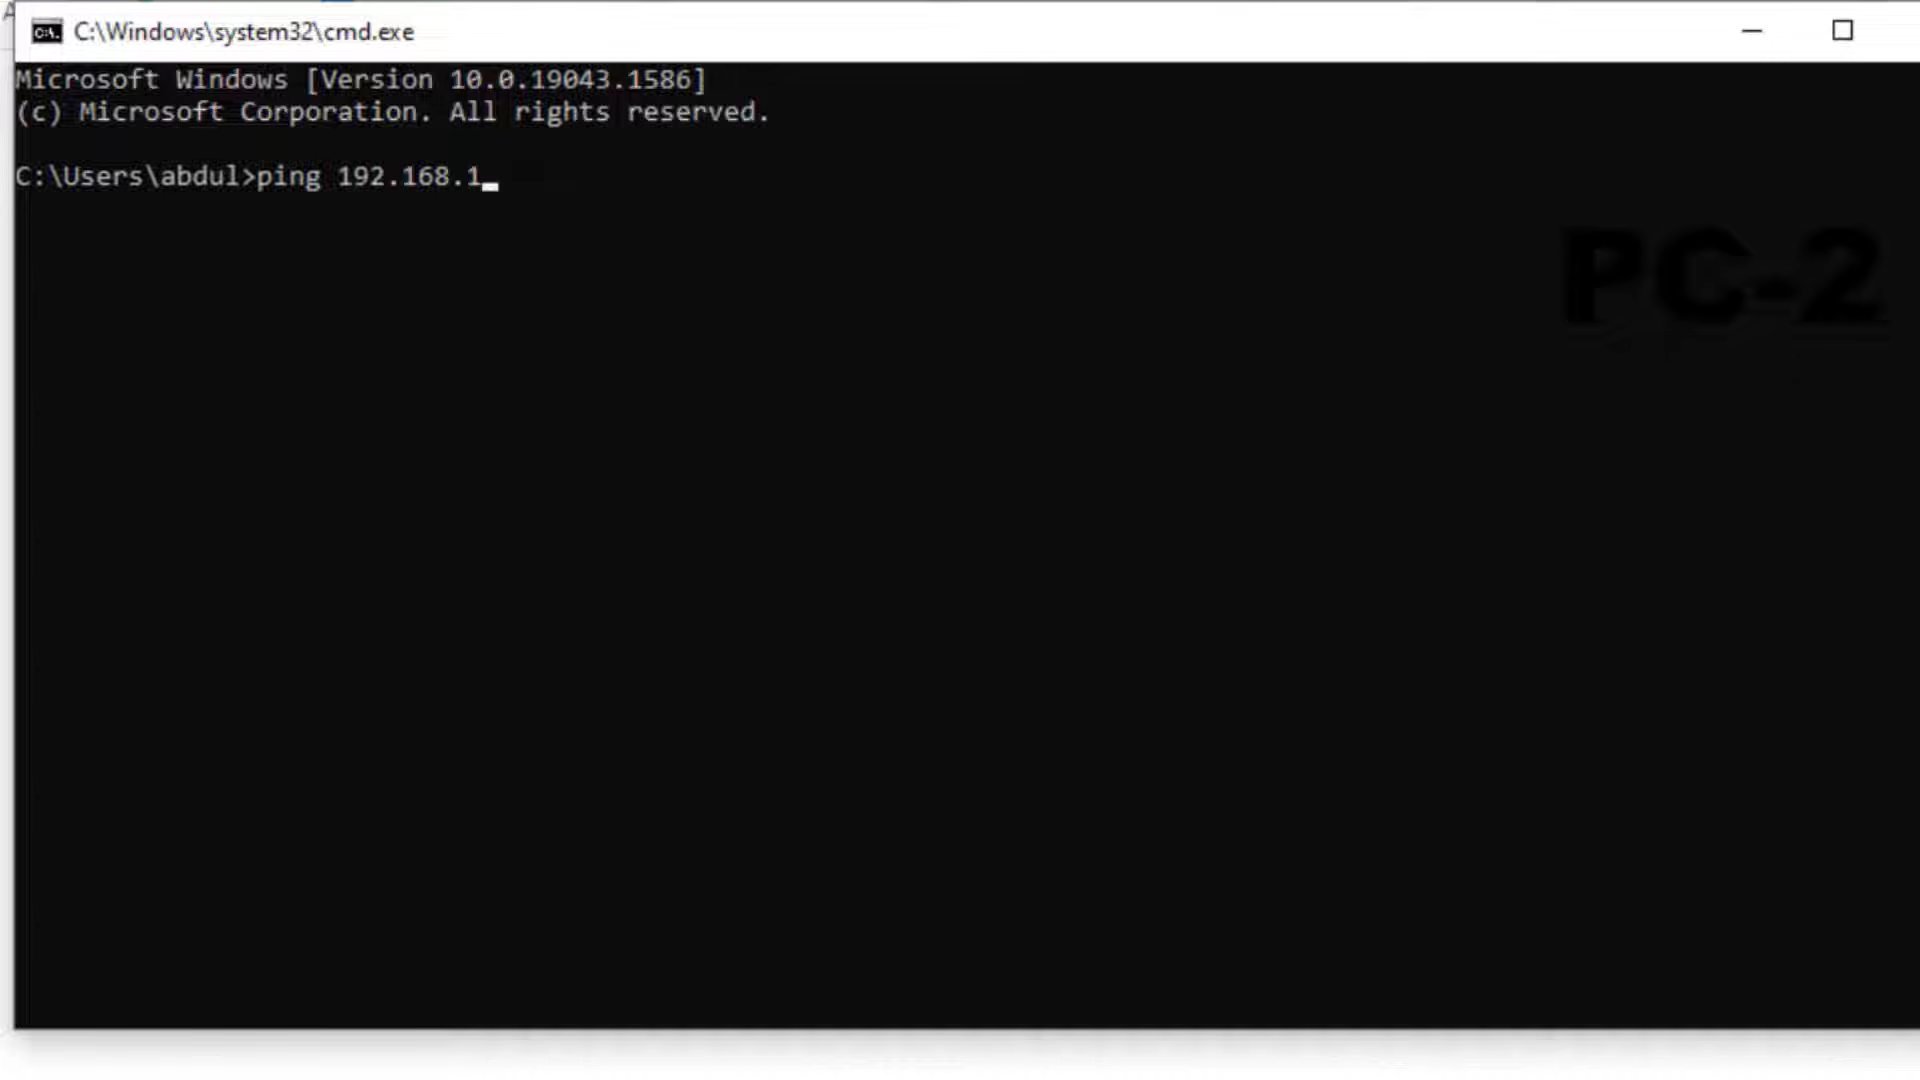 C:\Windows\system32\cmd.exe
Microsoft Windows [Version 10.0.19043.1586]
(c) Microsoft Corporation. All rights reserved.
C:\Users\abdul>ping 192.168.1
PC-2